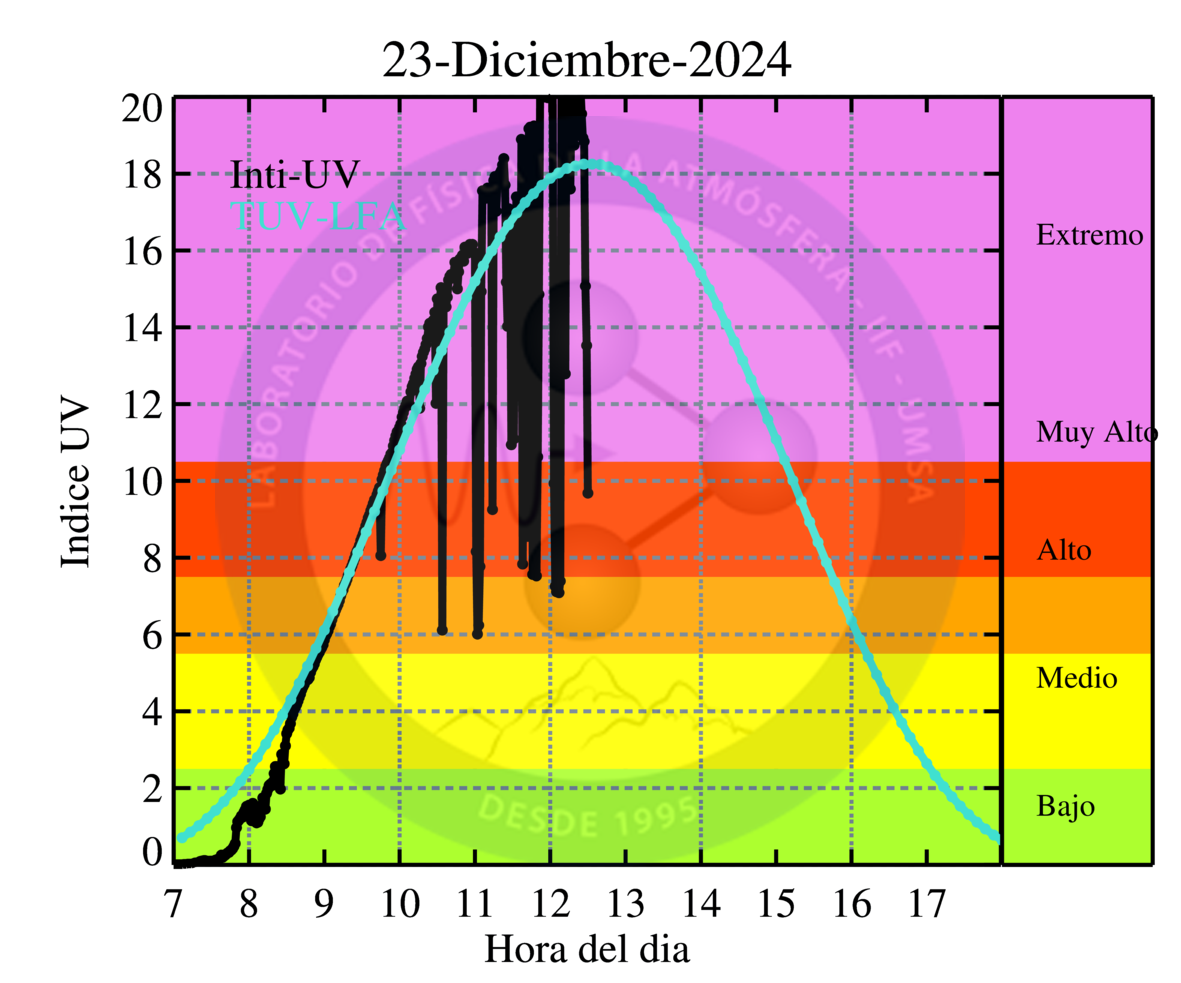 23-Diciembre-2024
20
18
16
14
12
10
8
6
4
2
0
Indice UV
Inti-UV
TUV-LFA
LABORATORIO DE FÍSICA DE LA ATMÓSFERA - IIF - UMSA
DESDE 1995
Extremo
Muy Alto
Alto
Medio
Bajo
7 8 9 10 11 12 13 14 15 16 17
Hora del dia